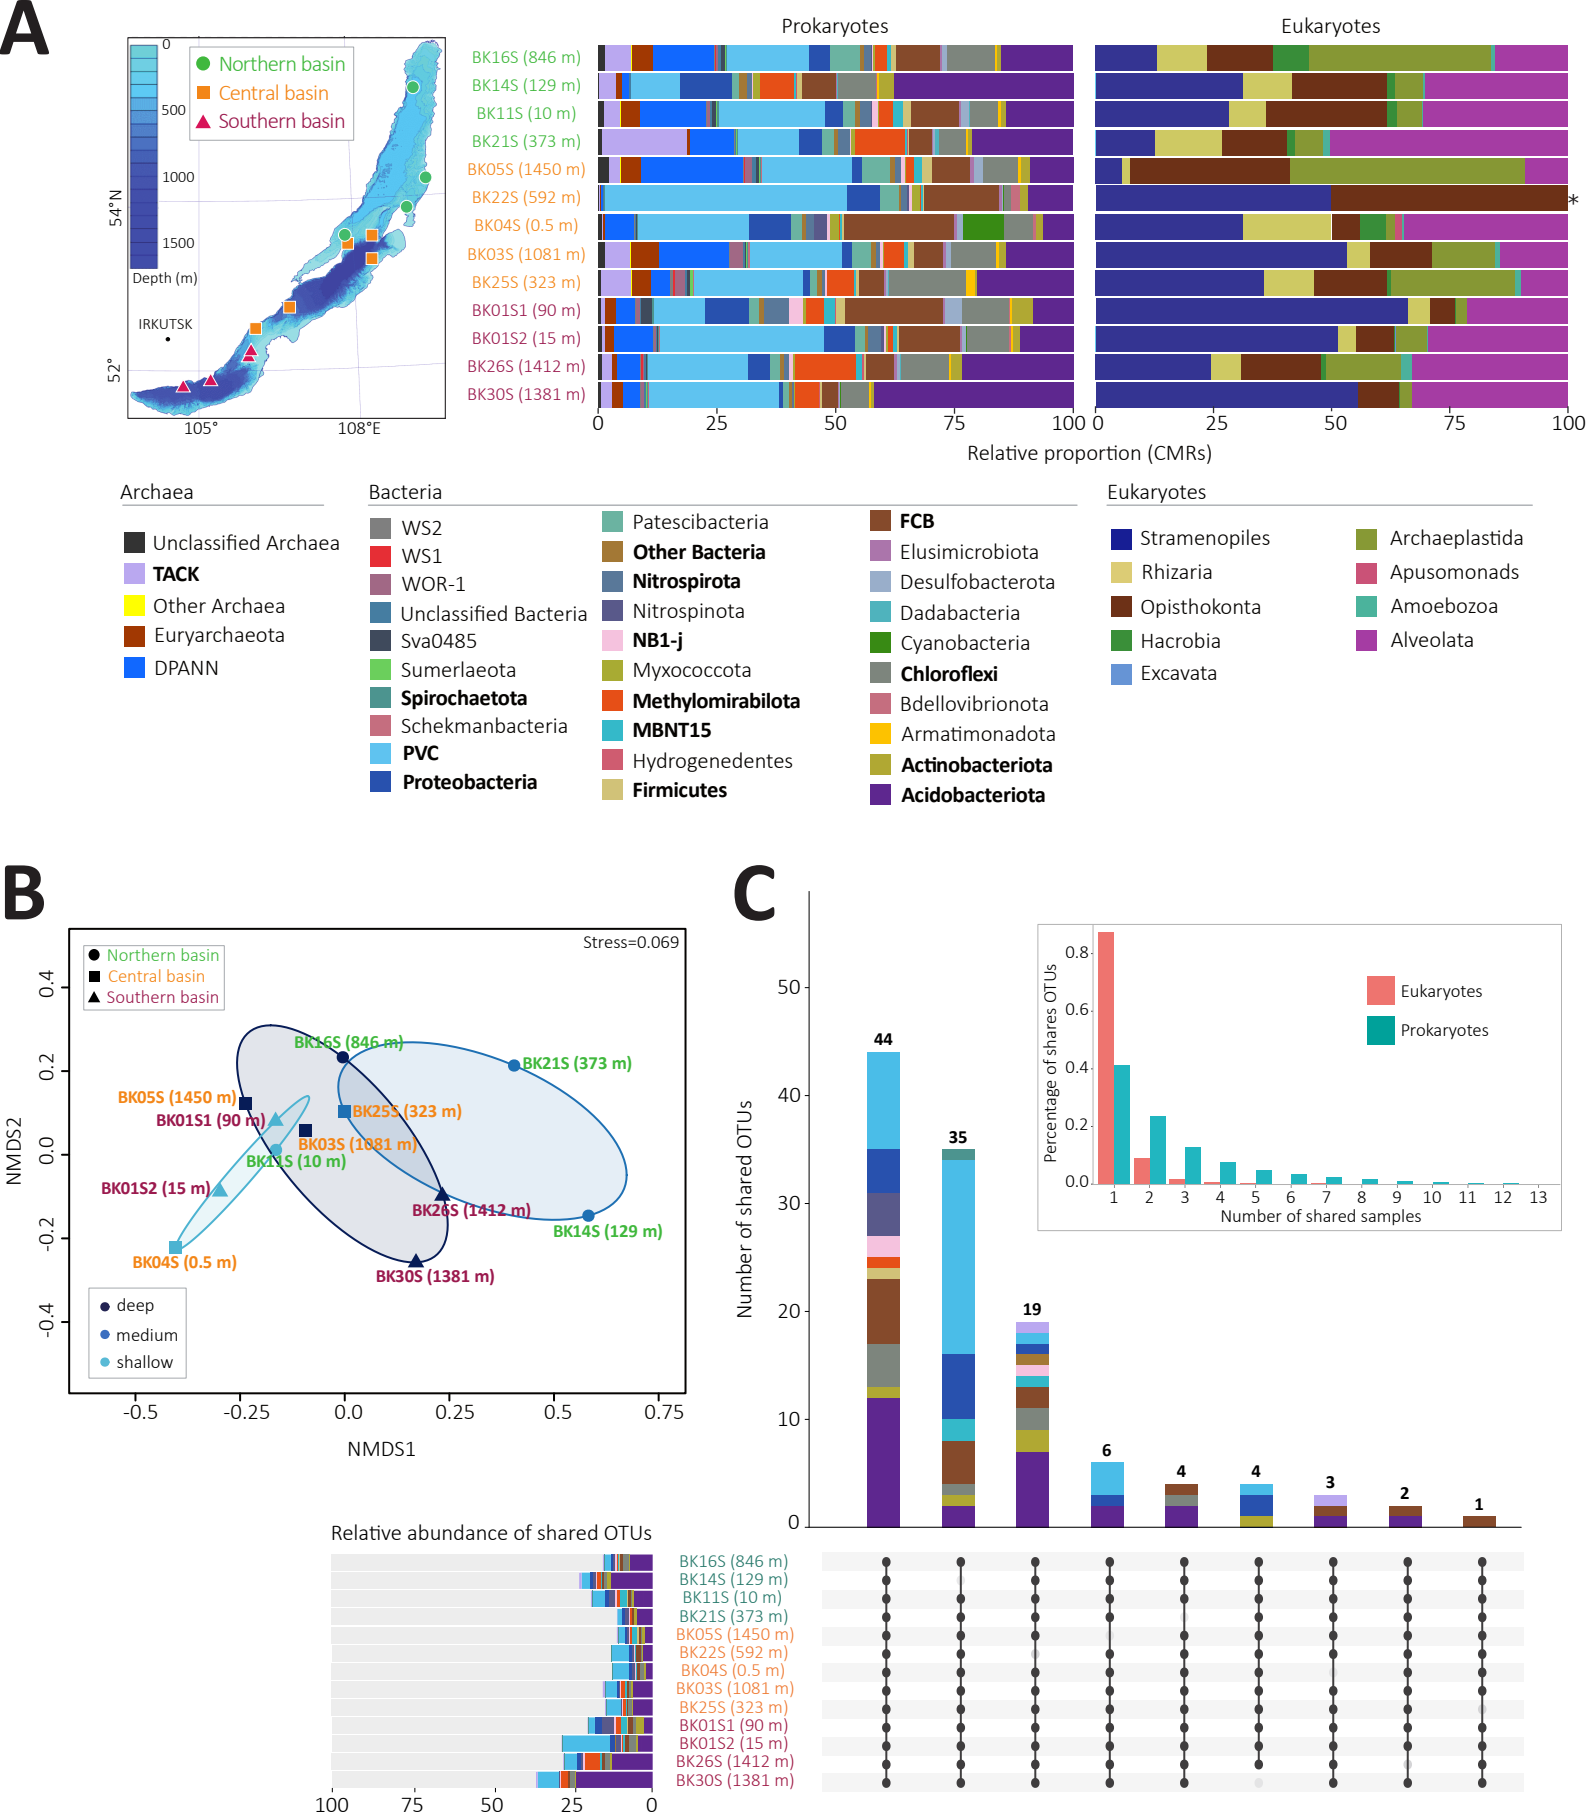 A
Prokaryotes
Eukaryotes
0
500
1000
1500
Depth (m)
Northern basin
Central basin
Southern basin
54°N
52°
IRKUTSK
105°
108°E
BK16S (846 m)
BK14S (129 m)
BK11S (10 m)
BK21S (373 m)
BK05S (1450 m)
BK22S (592 m)
BK04S (0.5 m)
BK03S (1081 m)
BK25S (323 m)
BK01S1 (90 m)
BK01S2 (15 m)
BK26S (1412 m)
BK30S (1381 m)
*
0 25 50 75 100
0 25 50 75 100
Relative proportion (CMRs)
Archaea
Unclassified Archaea
TACK
Other Archaea
Euryarchaeota
DPANN
Bacteria
WS2
WS1
WOR-1
Unclassified Bacteria
Sva0485
Sumerlaeota
Spirochaetota
Schekmanbacteria
PVC
Proteobacteria
Patescibacteria
Other Bacteria
Nitrospirota
Nitrospinota
NB1-j
Myxococcota
Methylomirabilota
MBNT15
Hydrogenedentes
Firmicutes
FCB
Elusimicrobiota
Desulfobacterota
Dadabacteria
Cyanobacteria
Chloroflexi
Bdellovibrionota
Armatimonadota
Actinobacteriota
Acidobacteriota
Eukaryotes
Stramenopiles
Rhizaria
Opisthokonta
Hacrobia
Excavata
Archaeplastida
Apusomonads
Amoebozoa
Alveolata
B
Stress=0.069
Northern basin
Central basin
Southern basin
NMDS2
0.4
0.2
0.0
-0.2
-0.4
BK16S (846 m)
BK21S (373 m)
BK05S (1450 m)
BK25S (323 m)
BK01S1 (90 m)
BK03S (1081 m)
BK11S (10 m)
BK01S2 (15 m)
BK26S (1412 m)
BK14S (129 m)
BK04S (0.5 m)
BK30S (1381 m)
deep
medium
shallow
-0.5 -0.25 0.0 0.25 0.5 0.75
NMDS1
C
Number of shared OTUs
50
40
30
20
10
0
44
35
19
6
4
4
3
2
1
Percentage of shares OTUs
0.8
0.6
0.4
0.2
0.0
Eukaryotes
Prokaryotes
1 2 3 4 5 6 7 8 9 10 11 12 13
Number of shared samples
Relative abundance of shared OTUs
BK16S (846 m)
BK14S (129 m)
BK11S (10 m)
BK21S (373 m)
BK05S (1450 m)
BK22S (592 m)
BK04S (0.5 m)
BK03S (1081 m)
BK25S (323 m)
BK01S1 (90 m)
BK01S2 (15 m)
BK26S (1412 m)
BK30S (1381 m)
100 75 50 25 0